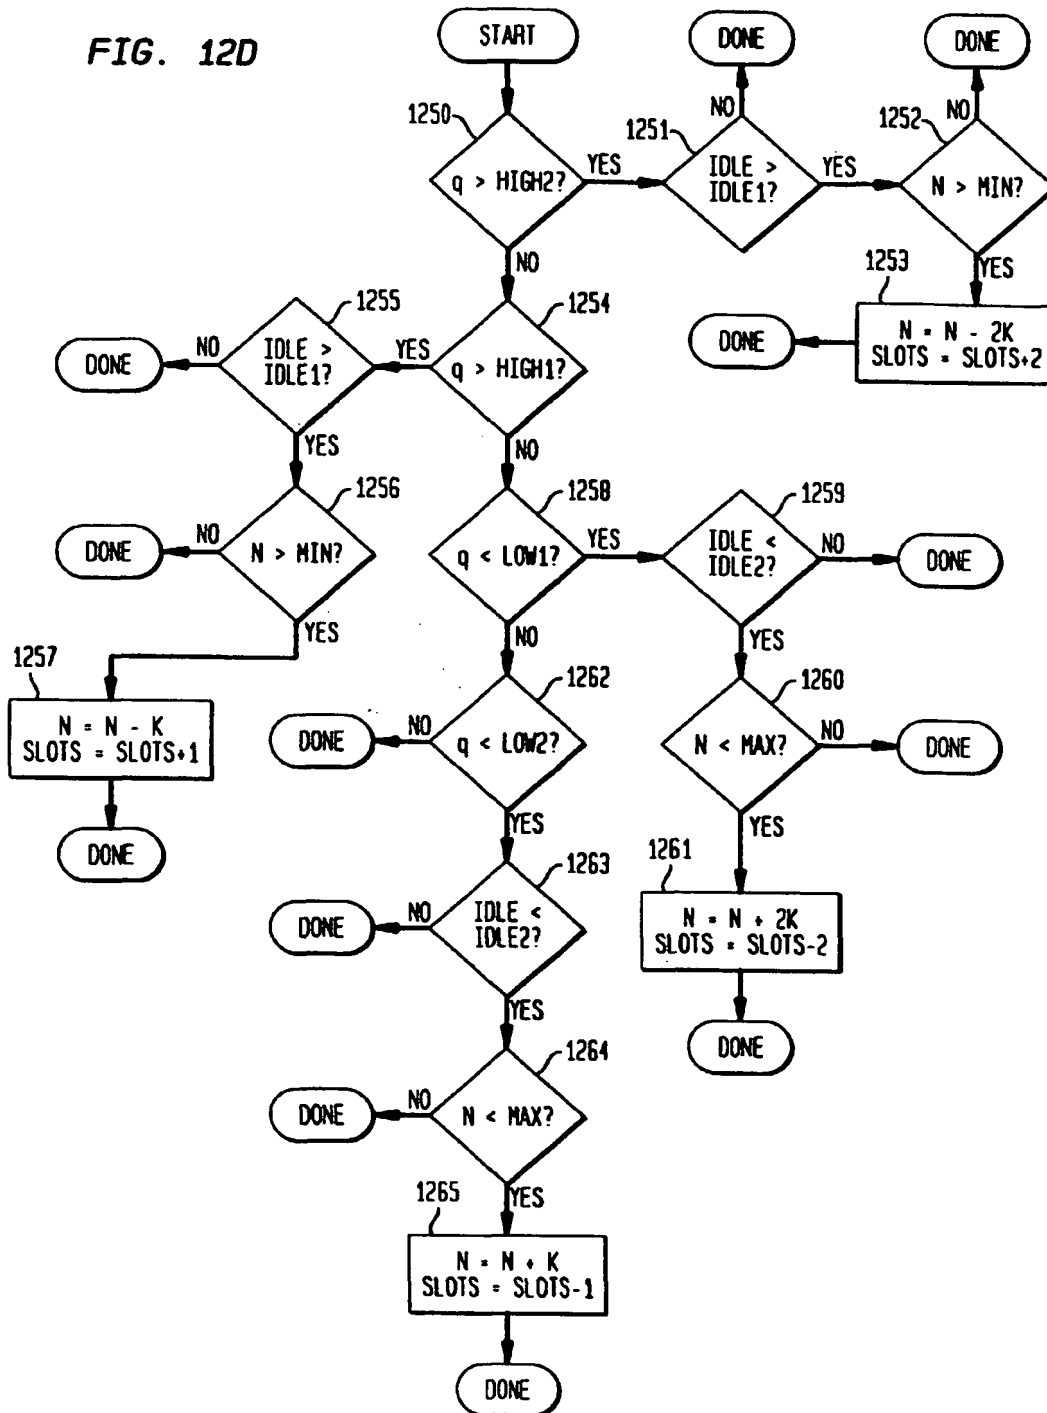 FIG. 12D
START
DONE
DONE
1250
q > HIGH2?
YES
NO
1251
IDLE >
IDLE1?
NO
YES
1252
N > MIN?
NO
YES
1253
N = N - 2K
SLOTS = SLOTS+2
DONE
1254
q > HIGH1?
YES
NO
1255
IDLE >
IDLE1?
NO
DONE
YES
1256
N > MIN?
NO
DONE
YES
1257
N = N - K
SLOTS = SLOTS+1
DONE
1258
q < LOW1?
YES
NO
1259
IDLE <
IDLE2?
NO
DONE
YES
1260
N < MAX?
NO
DONE
YES
1261
N = N + 2K
SLOTS = SLOTS-2
DONE
1262
q < LOW2?
NO
DONE
YES
1263
IDLE <
IDLE2?
NO
DONE
YES
1264
N < MAX?
NO
DONE
YES
1265
N = N + K
SLOTS = SLOTS-1
DONE